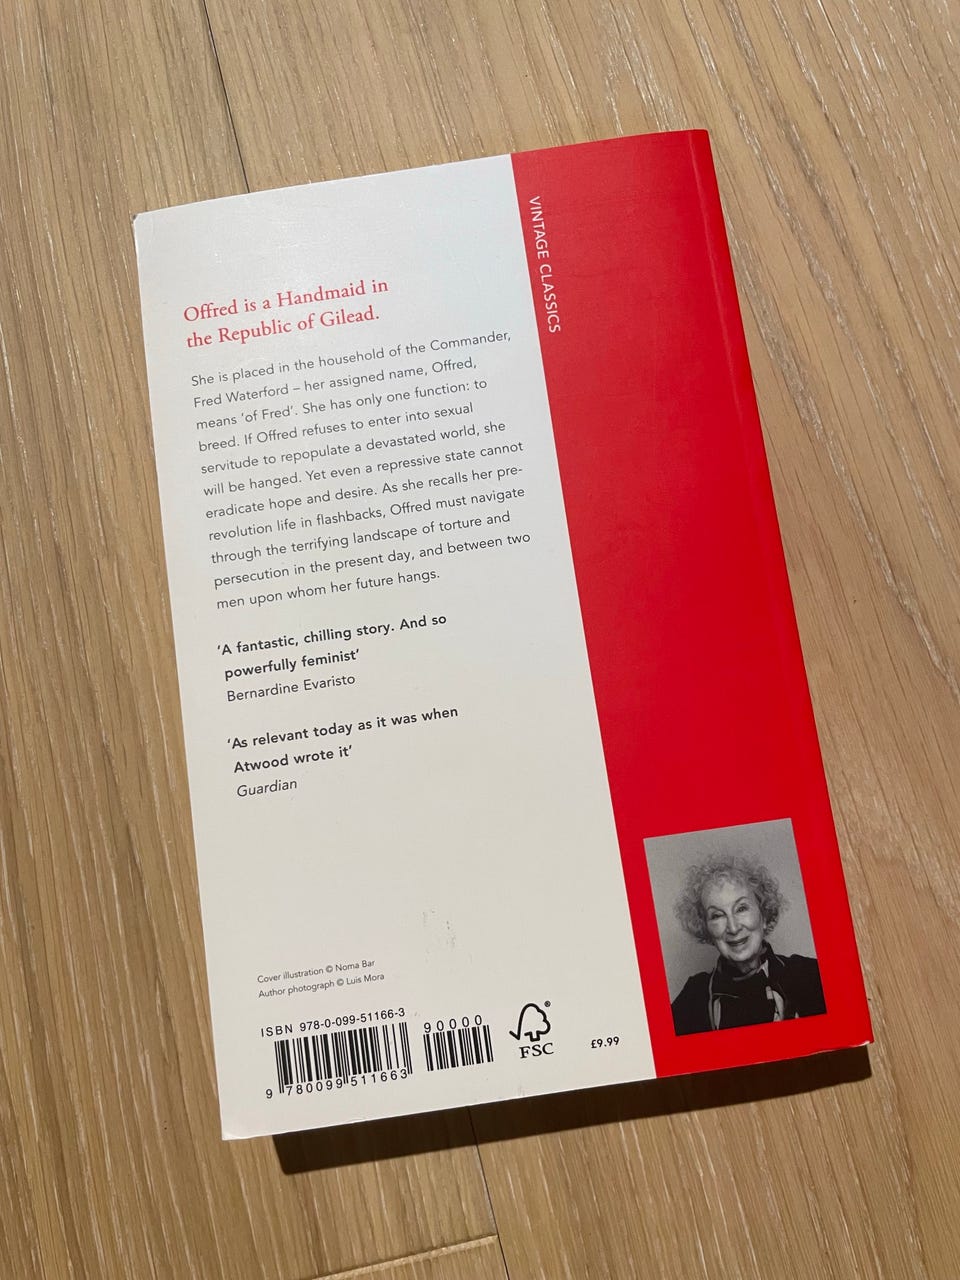 VINTAGE CLASSICS
Offred is a Handmaid in
the Republic of Gilead.
She is placed in the household of the Commander,
Fred Waterford – her assigned name, Offred,
means ‘of Fred’. She has only one function: to
breed. If Offred refuses to enter into sexual
servitude to repopulate a devastated world, she
will be hanged. Yet even a repressive state cannot
eradicate hope and desire. As she recalls her pre-
revolution life in flashbacks, Offred must navigate
through the terrifying landscape of torture and
persecution in the present day, and between two
men upon whom her future hangs.
‘A fantastic, chilling story. And so
powerfully feminist’
Bernardine Evaristo
‘As relevant today as it was when
Atwood wrote it’
Guardian
Cover illustration © Noma Bar
Author photograph © Luis Mora
ISBN 978-0-099-51166-3
90000
9 780099 511663
FSC®
£9.99